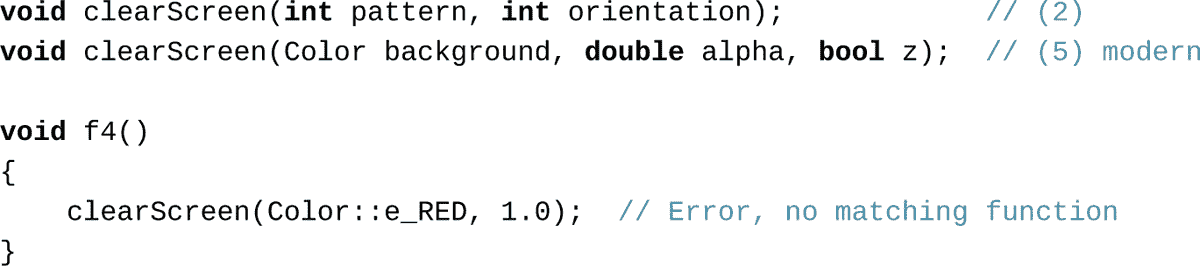 void clearScreen(int pattern, int orientation);            // (2)
void clearScreen(Color background, double alpha, bool z);  // (5) modern

void f4()
{
    clearScreen(Color::e_RED, 1.0);  // Error, no matching function
}